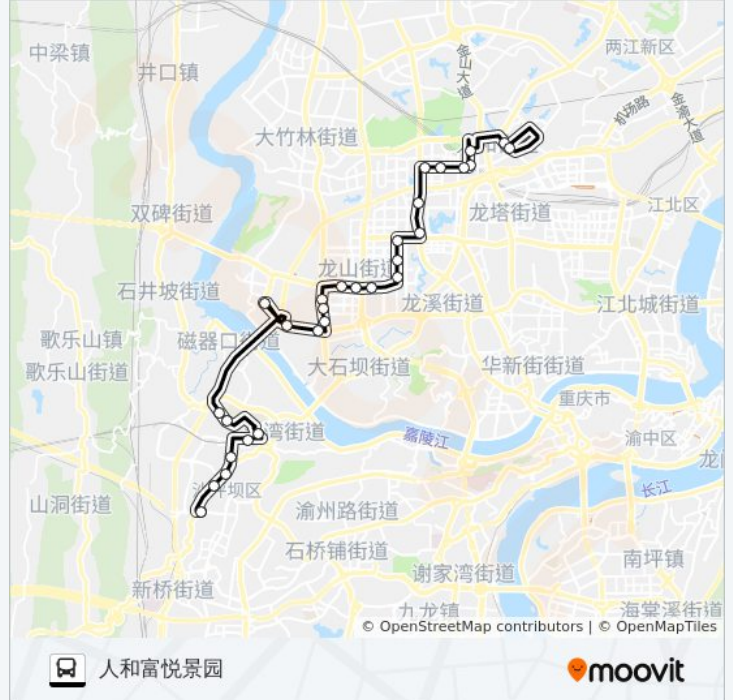 金山大道
两江新区
中梁镇
井口镇
机场路
金渝大道
大竹林街道
双碑街道
龙塔街道
江北区
龙山街道
石井坡街道
龙溪街道
江北城街道
歌乐山镇
磁器口街道
歌乐山街道
大石坝街道
华新街街道
重庆市
湾街道
嘉陵江
渝中区
龙
沙坪坝区
长江
山洞街道
渝州路街道
石桥铺街道
南坪镇
新桥街道
谢家湾街道
九龙镇
海棠溪街道
© OpenStreetMap contributors | © OpenMapTiles
人和富悦景园
moovit